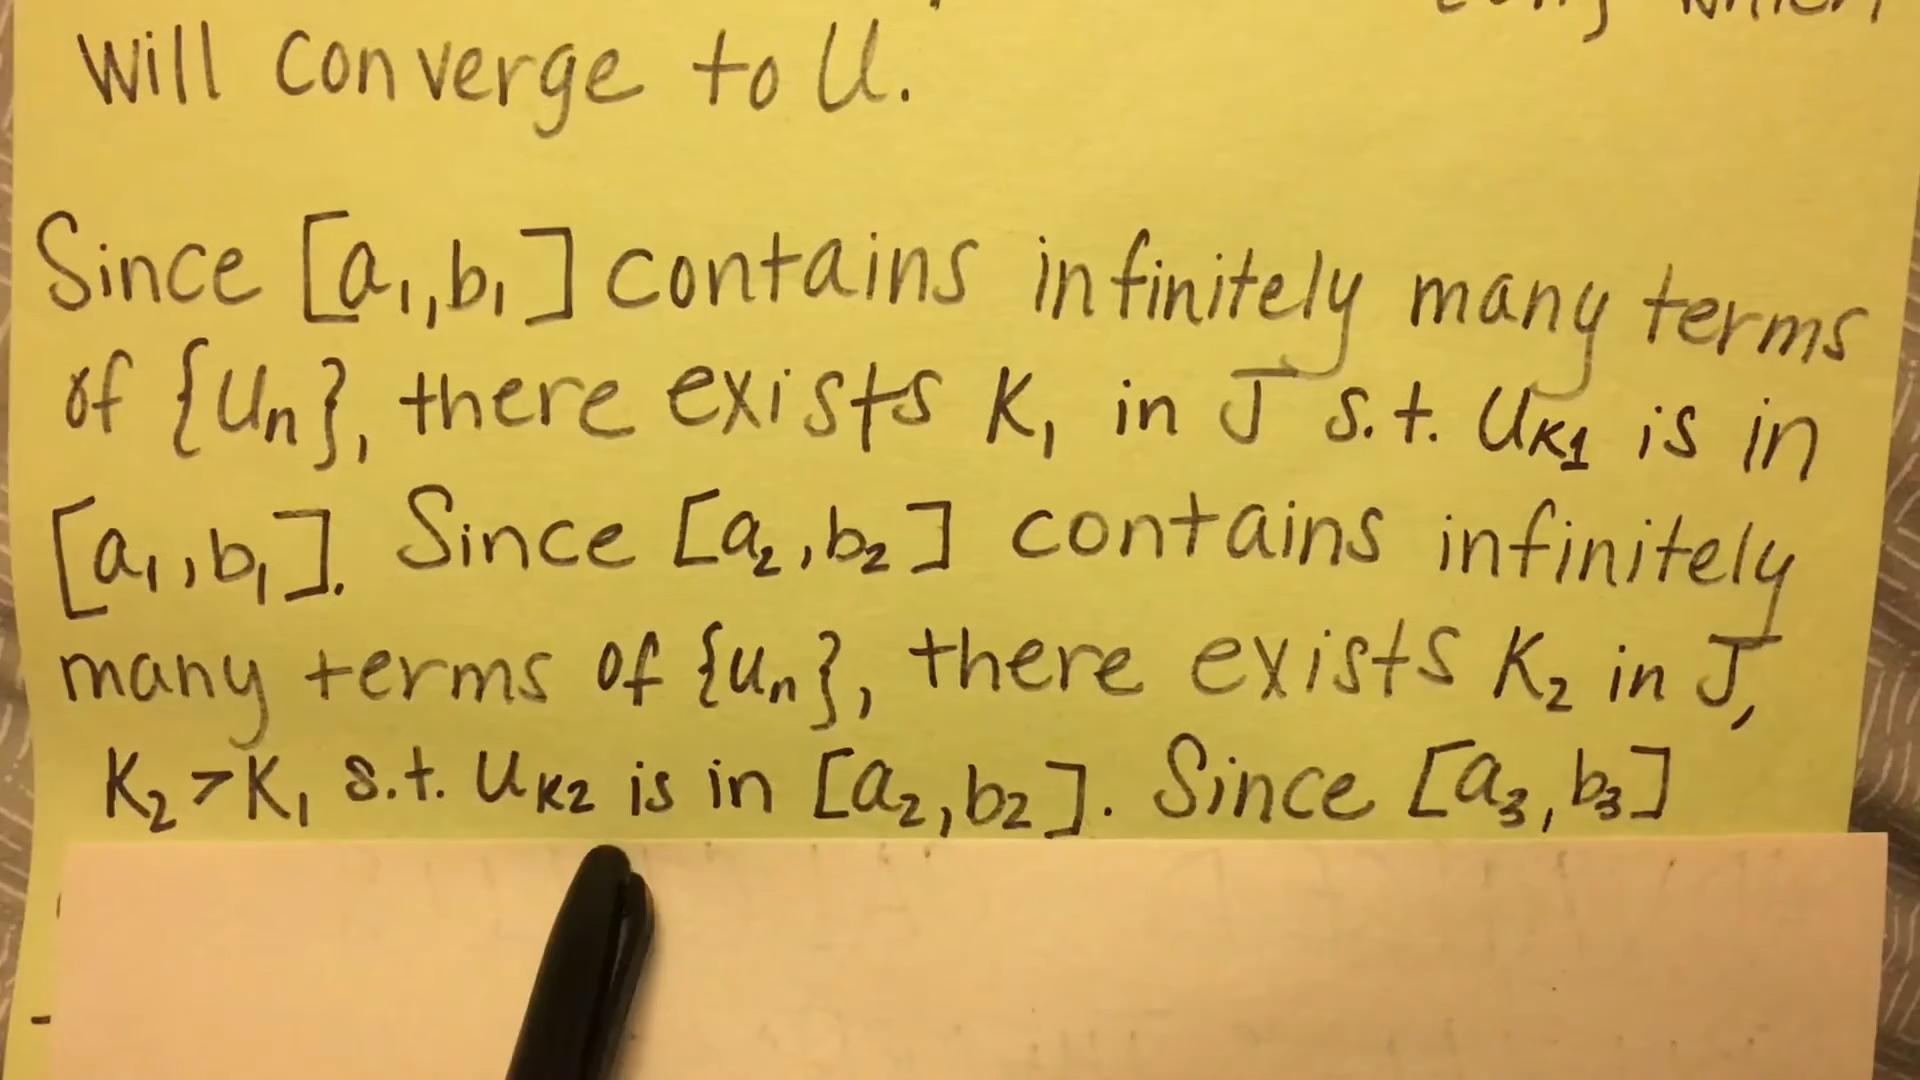 will converge to U.
Since [a₁,b₁] contains infinitely many terms
of {Uₙ}, there exists K₁ in J s.t. U_K1 is in
[a₁,b₁]. Since [a₂,b₂] contains infinitely
many terms of {Uₙ}, there exists K₂ in J,
K₂>K₁ s.t. U_K2 is in [a₂,b₂]. Since [a₃,b₃]